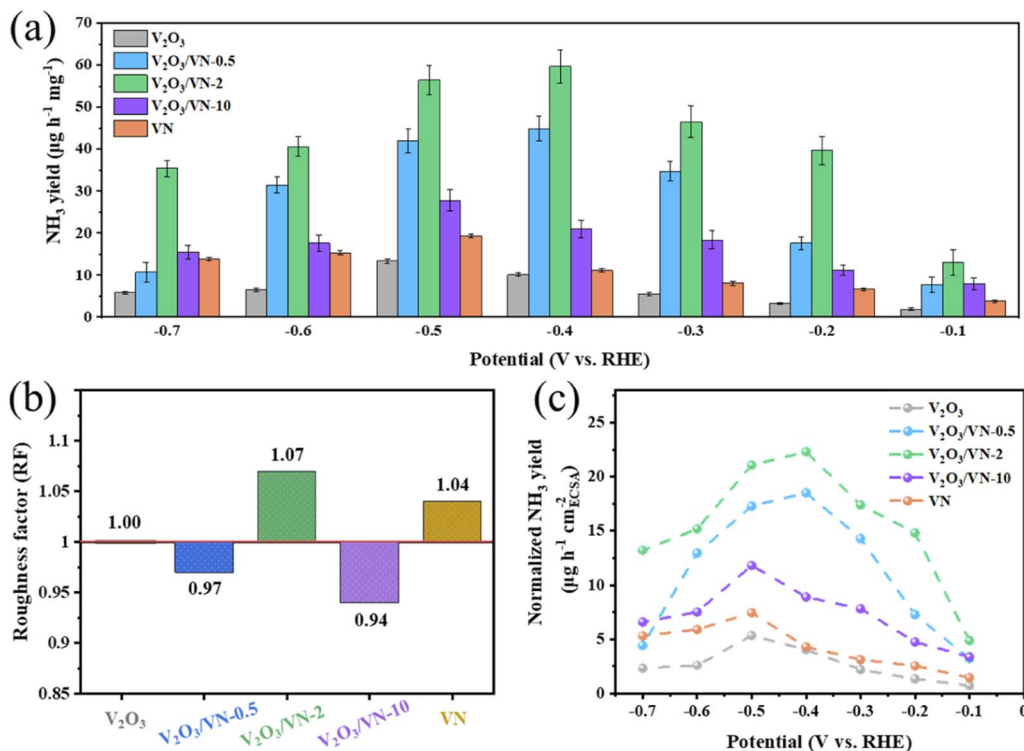 (a)
70
60
50
40
30
20
10
0
NH₃ yield (μg h⁻¹ mg⁻¹)
V₂O₃
V₂O₃/VN-0.5
V₂O₃/VN-2
V₂O₃/VN-10
VN
-0.7 -0.6 -0.5 -0.4 -0.3 -0.2 -0.1
Potential (V vs. RHE)
(b)
1.1
1.05
1
0.95
0.9
0.85
Roughness factor (RF)
1.00
0.97
1.07
0.94
1.04
V₂O₃
V₂O₃/VN-0.5
V₂O₃/VN-2
V₂O₃/VN-10
VN
(c)
25
20
15
10
5
0
Normalized NH₃ yield
(μg h⁻¹ cm⁻²ECSA)
V₂O₃
V₂O₃/VN-0.5
V₂O₃/VN-2
V₂O₃/VN-10
VN
-0.7 -0.6 -0.5 -0.4 -0.3 -0.2 -0.1 0
Potential (V vs. RHE)